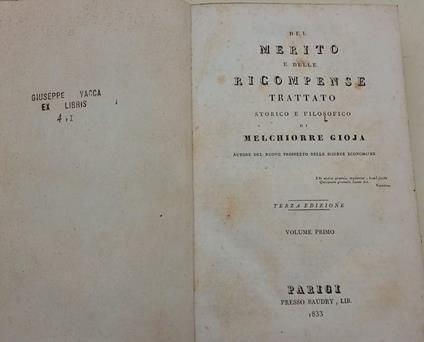 GIUSEPPE VACCA
EX LIBRIS
4,I
DEL
MERITO
E DELLE
RICOMPENSE
TRATTATO
STORICO E FILOSOFICO
DI
MELCHIORRE GIOJA
AUTORE DEL NUOVO PROSPETTO DELLE SCIENZE ECONOMICHE
TERZA EDIZIONE
VOLUME PRIMO
PARIGI
PRESSO BAUDRY, LIB.
1833